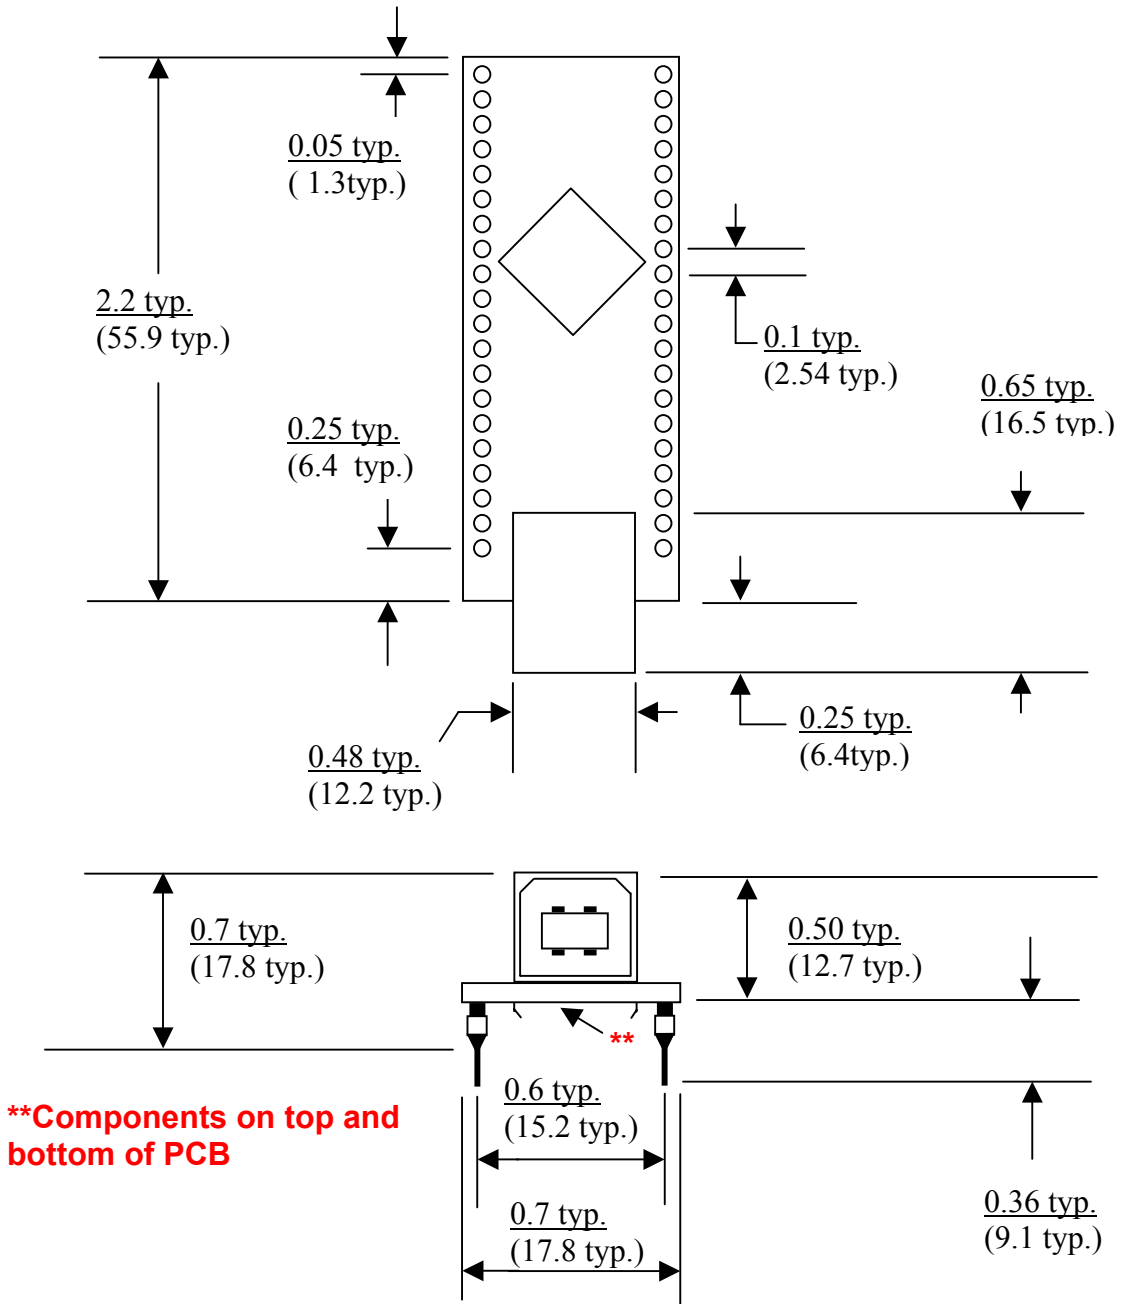 0.05 typ.
( 1.3typ.)
2.2 typ.
(55.9 typ.)
0.1 typ.
(2.54 typ.)
0.65 typ.
(16.5 typ.)
0.25 typ.
(6.4  typ.)
0.25 typ.
(6.4typ.)
0.48 typ.
(12.2 typ.)
0.7 typ.
(17.8 typ.)
0.50 typ.
(12.7 typ.)
**
0.6 typ.
(15.2 typ.)
**Components on top and
bottom of PCB
0.36 typ.
(9.1 typ.)
0.7 typ.
(17.8 typ.)